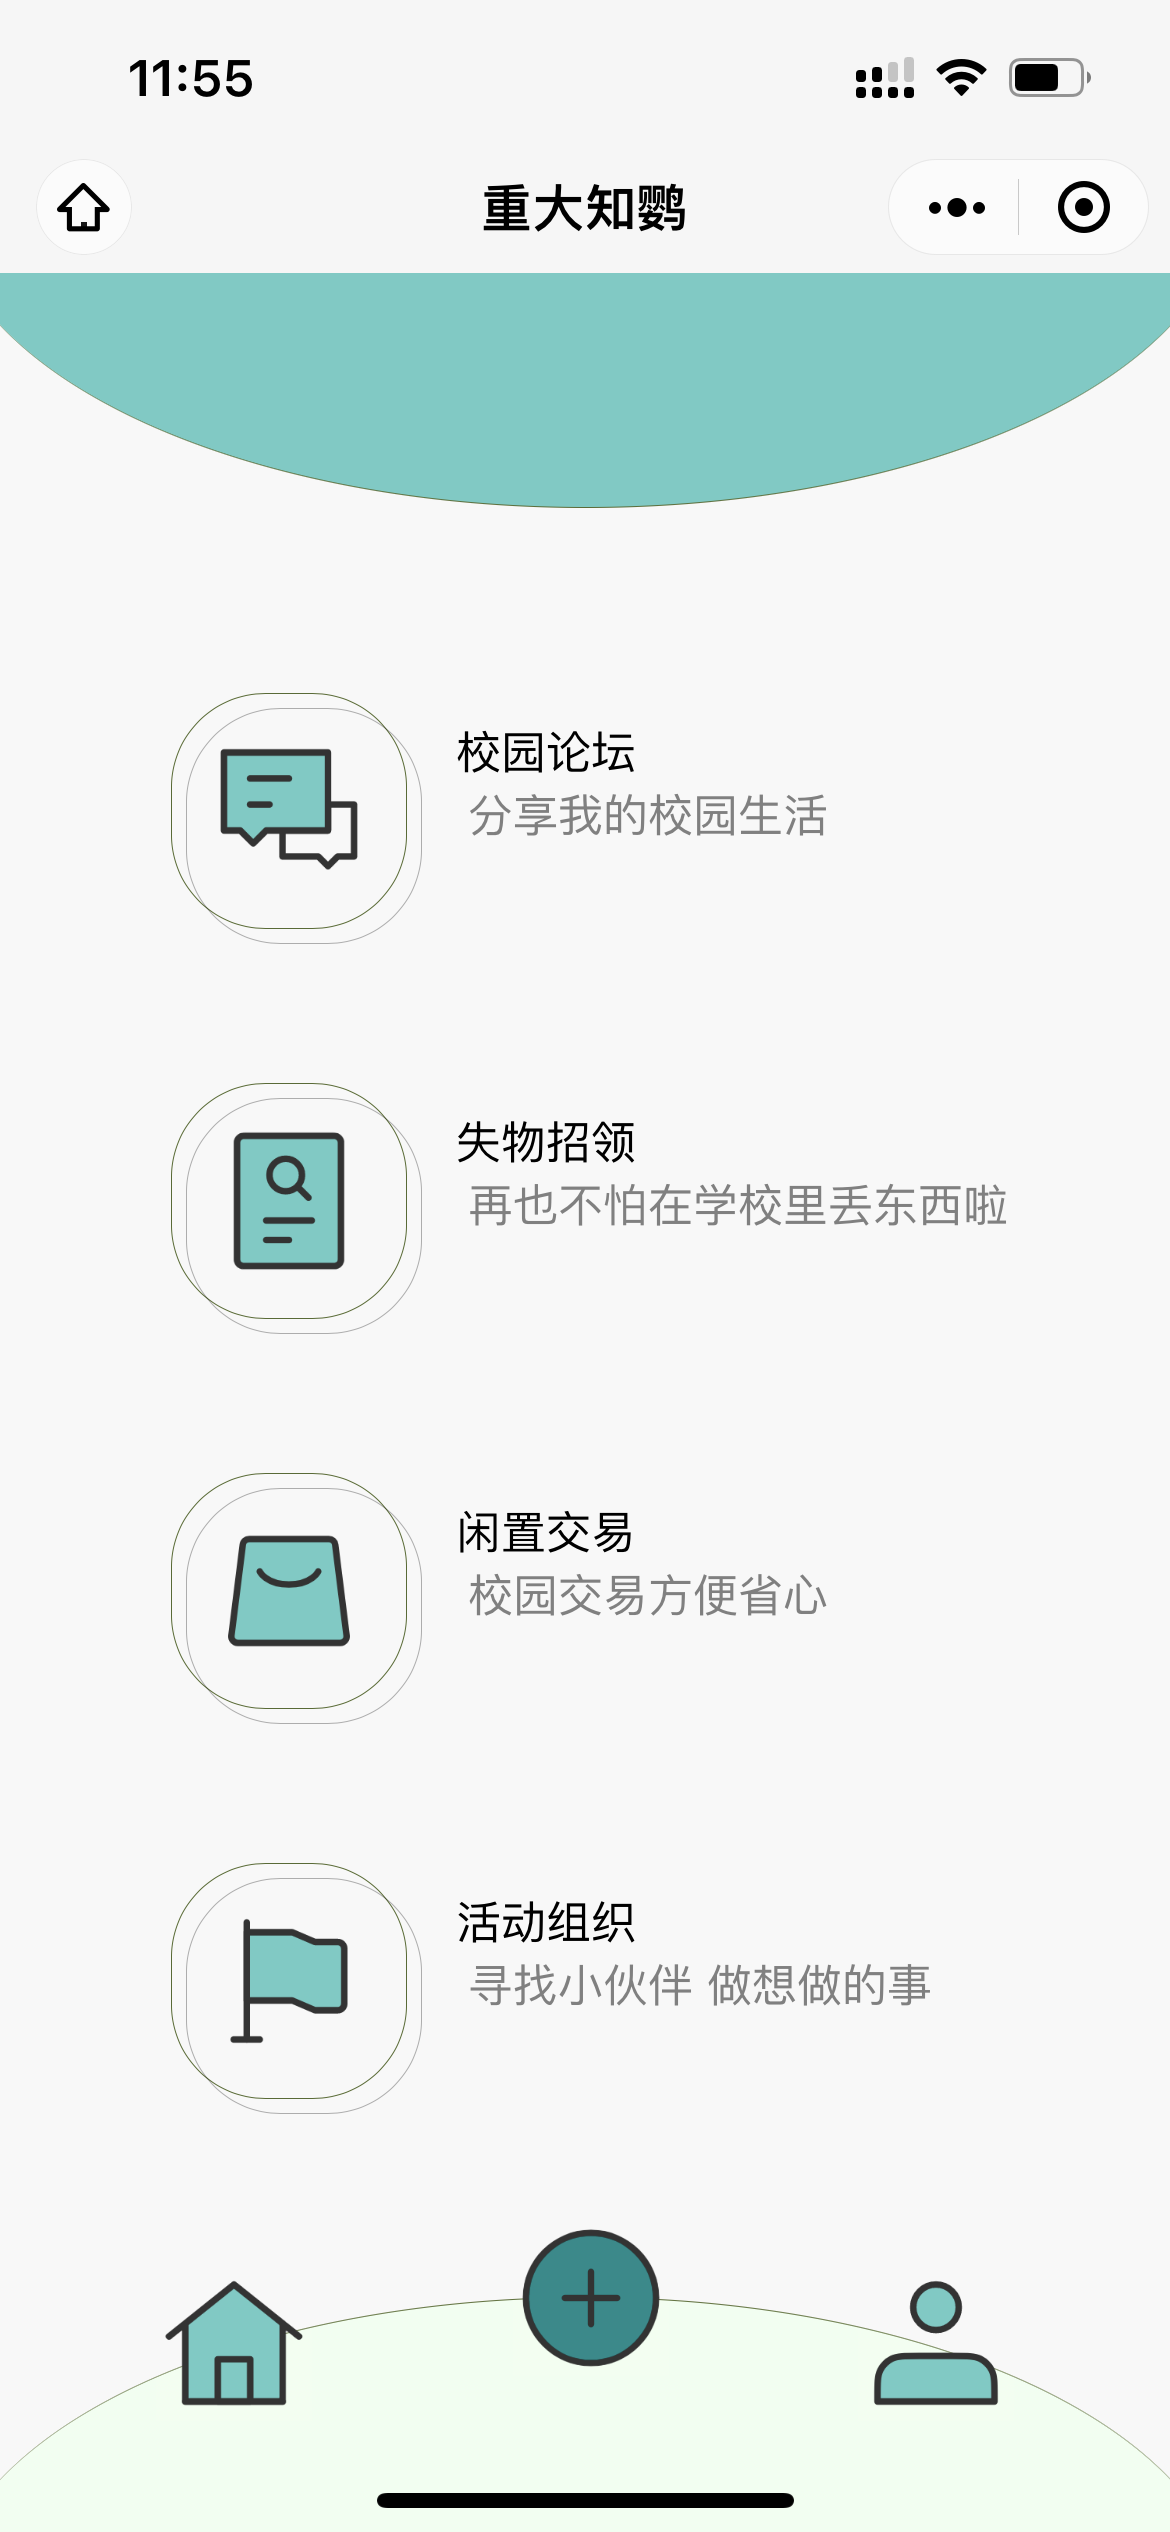 11:55
重大知鹦
校园论坛
分享我的校园生活
失物招领
再也不怕在学校里丢东西啦
闲置交易
校园交易方便省心
活动组织
寻找小伙伴 做想做的事